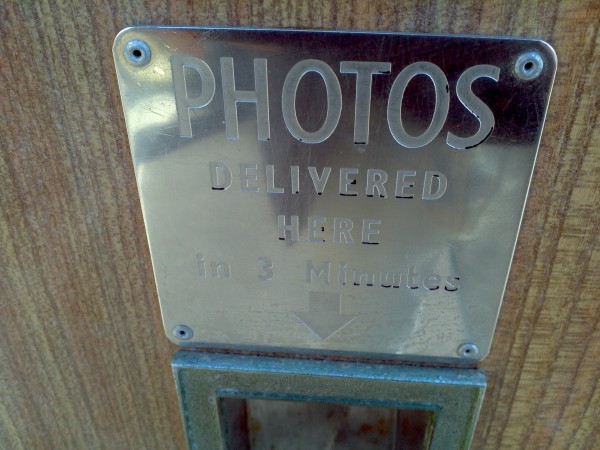 PHOTOS
DELIVERED
HERE
in 3 Minutes